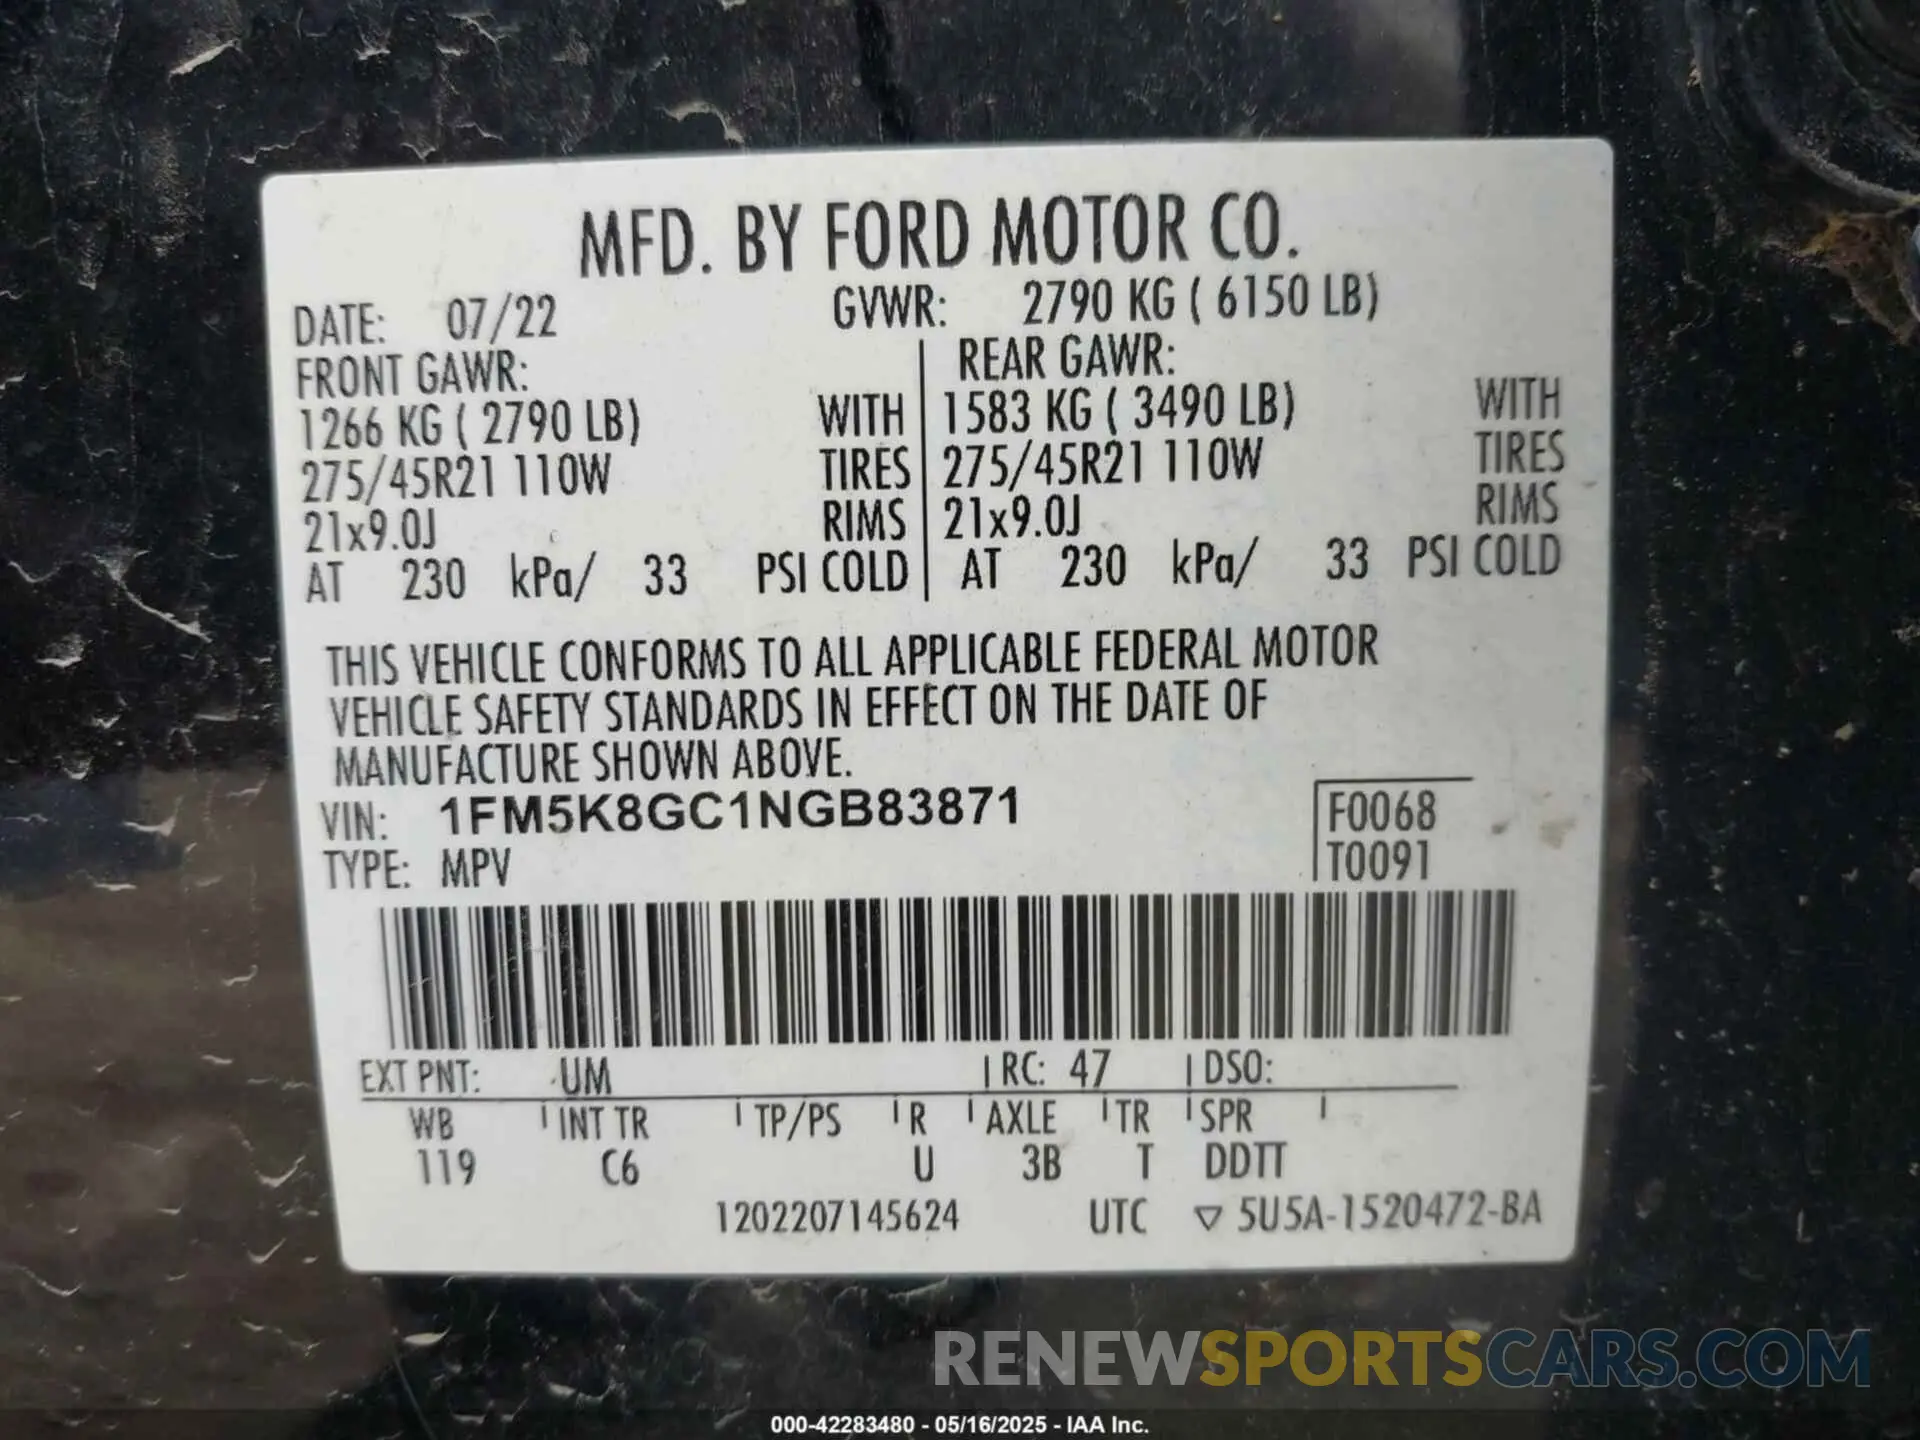 MFD. BY FORD MOTOR CO.
DATE: 07/22 GVWR: 2790 KG ( 6150 LB)
FRONT GAWR: REAR GAWR:
1266 KG ( 2790 LB) WITH 1583 KG ( 3490 LB) WITH
275/45R21 110W TIRES 275/45R21 110W TIRES
21x9.0J RIMS 21x9.0J RIMS
AT 230 kPa/ 33 PSI COLD AT 230 kPa/ 33 PSI COLD
THIS VEHICLE CONFORMS TO ALL APPLICABLE FEDERAL MOTOR
VEHICLE SAFETY STANDARDS IN EFFECT ON THE DATE OF
MANUFACTURE SHOWN ABOVE.
VIN: 1FM5K8GC1NGB83871 F0068
TYPE: MPV T0091
EXT PNT: UM RC: 47 DSO:
WB INT TR TP/PS R AXLE TR SPR
119 C6 U 3B T DDTT
1202207145624 UTC ▽ 5U5A-1520472-BA
RENEWSPORTSCARS.COM
000-42283480 - 05/16/2025 - IAA Inc.